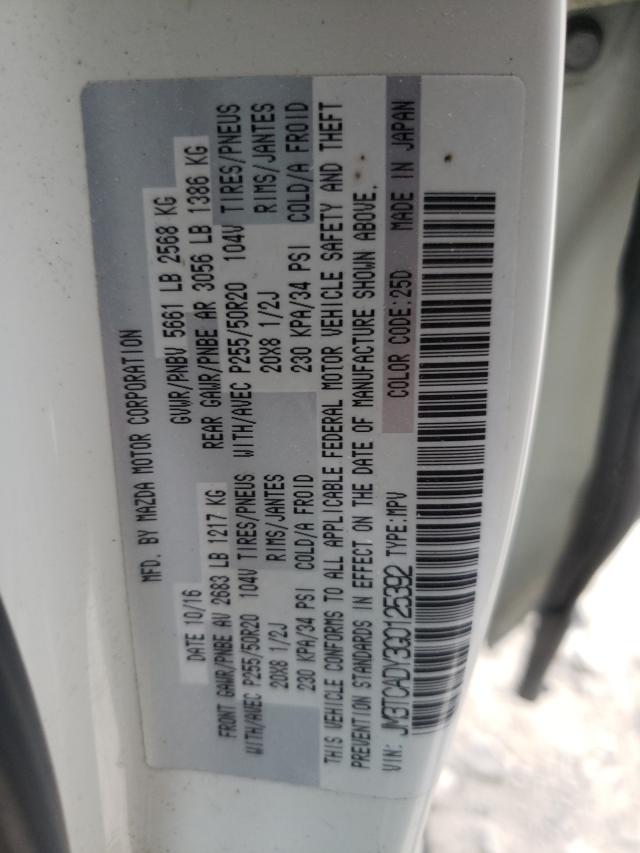 MFD. BY MAZDA MOTOR CORPORATION
DATE 10/16 GVWR/PNBV 5661 LB 2568 KG
FRONT GAWR/PNBE AV 2683 LB 1217 KG REAR GAWR/PNBE AR 3056 LB 1386 KG
WITH/AVEC P255/50R20 104V TIRES/PNEUS WITH/AVEC P255/50R20 104V TIRES/PNEUS
20X8 1/2J RIMS/JANTES 20X8 1/2J RIMS/JANTES
230 KPA/34 PSI COLD/A FROID 230 KPA/34 PSI COLD/A FROID
THIS VEHICLE CONFORMS TO ALL APPLICABLE FEDERAL MOTOR VEHICLE SAFETY AND THEFT
PREVENTION STANDARDS IN EFFECT ON THE DATE OF MANUFACTURE SHOWN ABOVE.
VIN: JM3TCADY3G0125392 TYPE:MPV COLOR CODE:25D MADE IN JAPAN